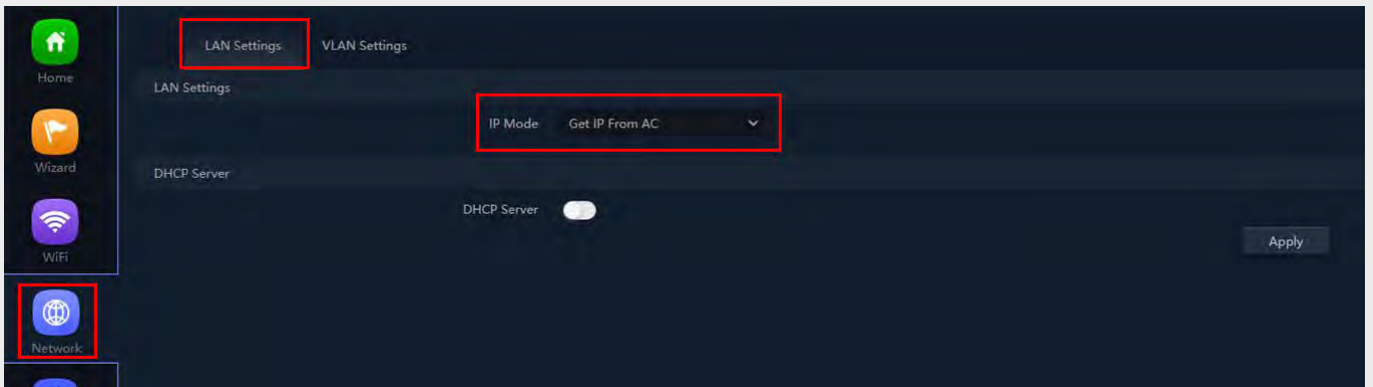 LAN Settings VLAN Settings
Home
LAN Settings
IP Mode Get IP From AC
Wizard
DHCP Server
DHCP Server
WiFi
Apply
Network